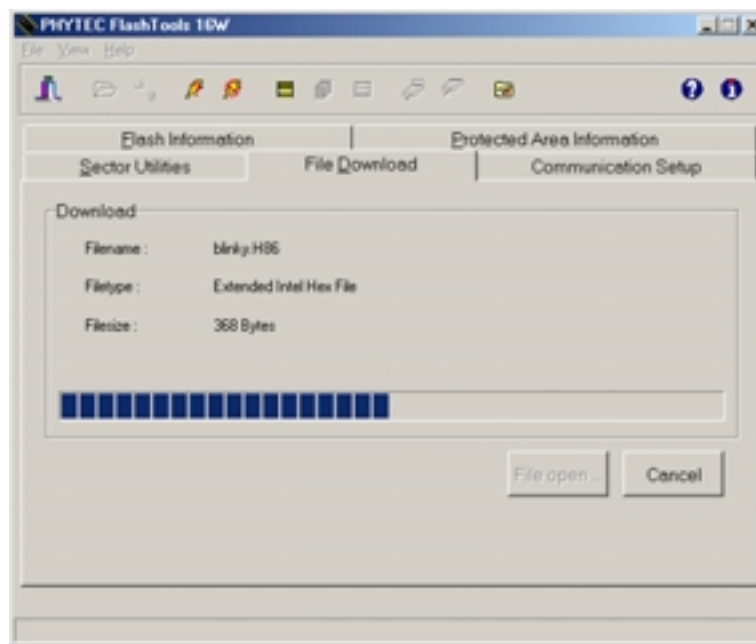 PHYTEC FlashTools 16W
File View Help
Flash Information Protected Area Information
Sector Utilities File Download Communication Setup
Download
Filename : blinky.H86
Filetype : Extended Intel Hex File
Filesize : 368 Bytes
File open... Cancel